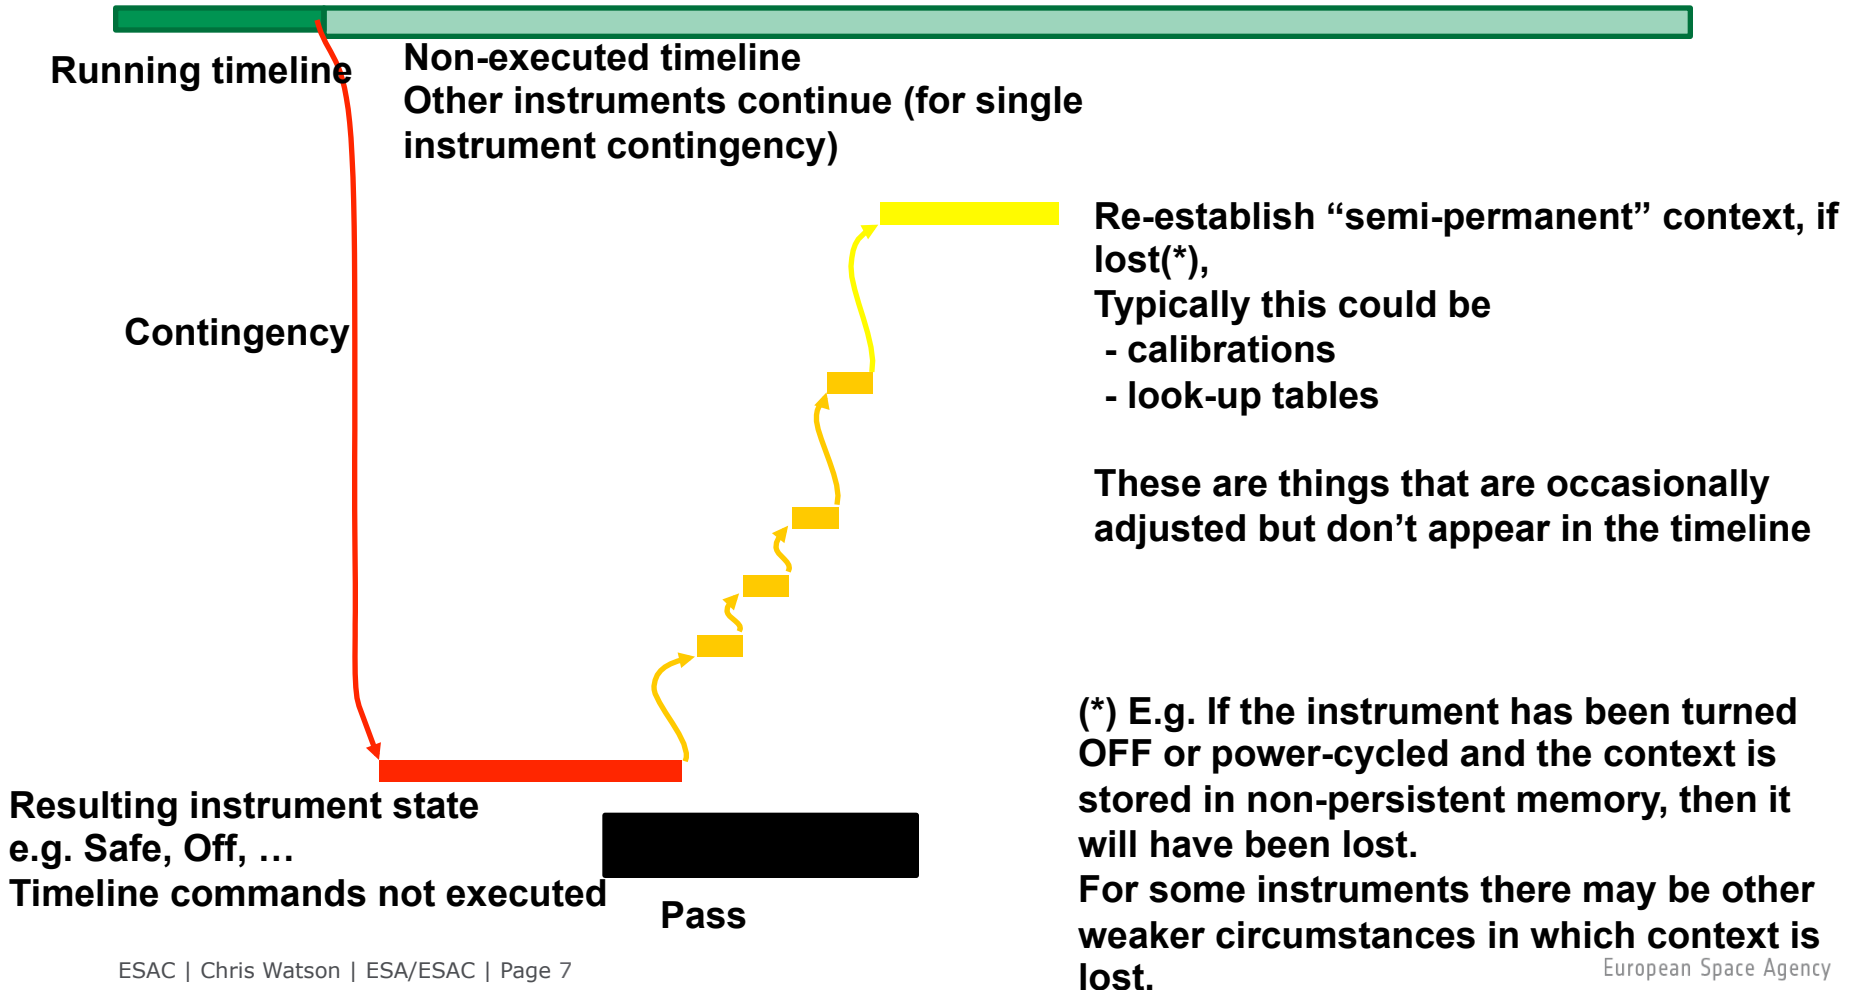 Running timeline
Non-executed timeline
Other instruments continue (for single
instrument contingency)
Contingency
Re-establish “semi-permanent” context, if
lost(*),
Typically this could be
- calibrations
- look-up tables
These are things that are occasionally
adjusted but don’t appear in the timeline
Resulting instrument state
e.g. Safe, Off, …
Timeline commands not executed
Pass
(*) E.g. If the instrument has been turned
OFF or power-cycled and the context is
stored in non-persistent memory, then it
will have been lost.
For some instruments there may be other
weaker circumstances in which context is
lost.
ESAC | Chris Watson | ESA/ESAC | Page 7
European Space Agency